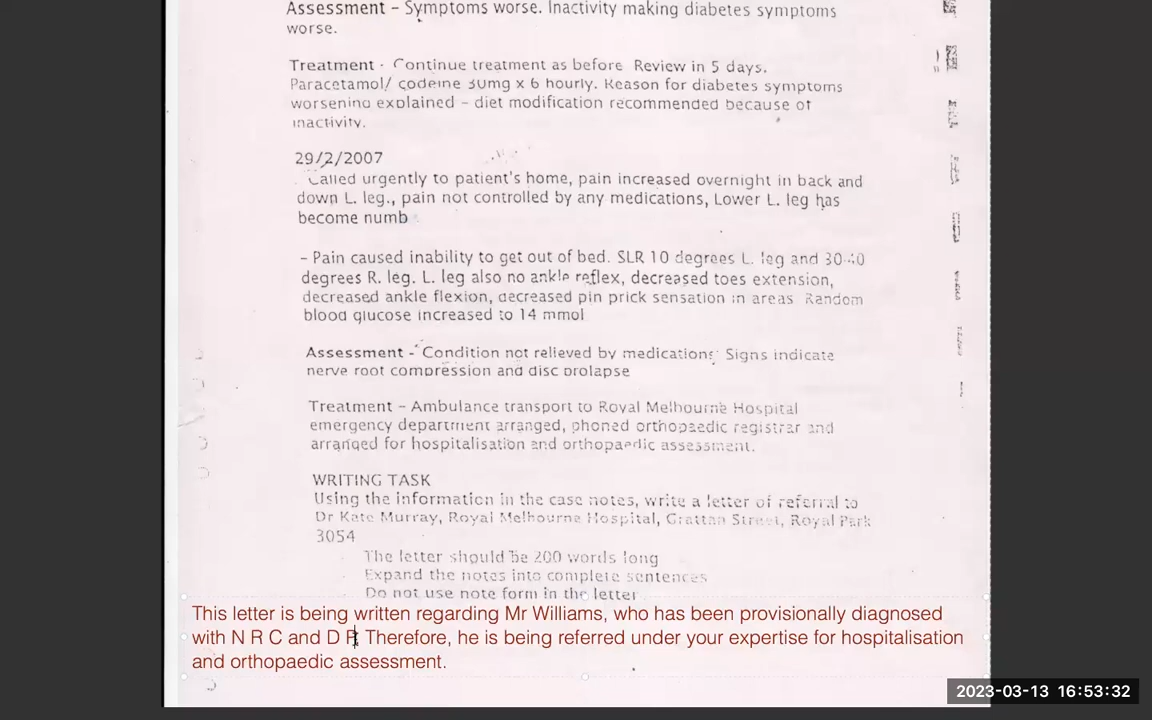 Assessment – Symptoms worse. Inactivity making diabetes symptoms
worse.
Treatment - Continue treatment as before Review in 5 days.
Paracetamol/ codeine 30mg x 6 hourly. Reason for diabetes symptoms
worsening explained – diet modification recommended because of
inactivity.
29/2/2007
Called urgently to patient's home, pain increased overnight in back and
down L. leg., pain not controlled by any medications, Lower L. leg has
become numb
– Pain caused inability to get out of bed. SLR 10 degrees L. leg and 30-40
degrees R. leg. L. leg also no ankle reflex, decreased toes extension,
decreased ankle flexion, decreased pin prick sensation in areas Random
blood glucose increased to 14 mmol
Assessment - Condition not relieved by medications Signs indicate
nerve root compression and disc prolapse
Treatment – Ambulance transport to Royal Melbourne Hospital
emergency department arranged, phoned orthopaedic registrar and
arranged for hospitalisation and orthopaedic assessment.
WRITING TASK
Using the information in the case notes, write a letter of referral to
Dr Kate Murray, Royal Melbourne Hospital, Grattan Street, Royal Park
3054
The letter should be 200 words long
Expand the notes into complete sentences
Do not use note form in the letter
This letter is being written regarding Mr Williams, who has been provisionally diagnosed
with N R C and D P. Therefore, he is being referred under your expertise for hospitalisation
and orthopaedic assessment.
2023-03-13 16:53:32